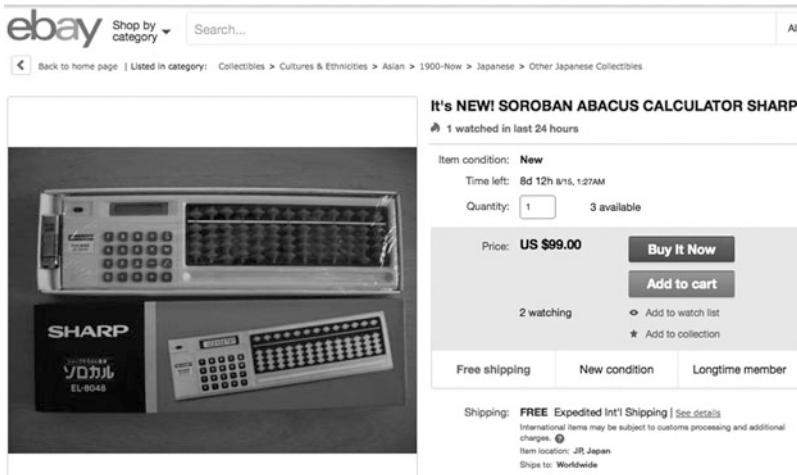 ebay
Shop by
category
Search...
Al
Back to home page | Listed in category: Collectibles > Cultures & Ethnicities > Asian > 1900-Now > Japanese > Other Japanese Collectibles
It's NEW! SOROBAN ABACUS CALCULATOR SHARP
1 watched in last 24 hours
Item condition: New
Time left: 8d 12h 8/15, 1:27AM
Quantity: 1 3 available
Price: US $99.00
Buy It Now
Add to cart
2 watching
Add to watch list
Add to collection
Free shipping New condition Longtime member
Shipping: FREE Expedited Int'l Shipping | See details
International items may be subject to customs processing and additional
charges.
Item location: JP, Japan
Ships to: Worldwide
SHARP
ソロカル
EL-8048